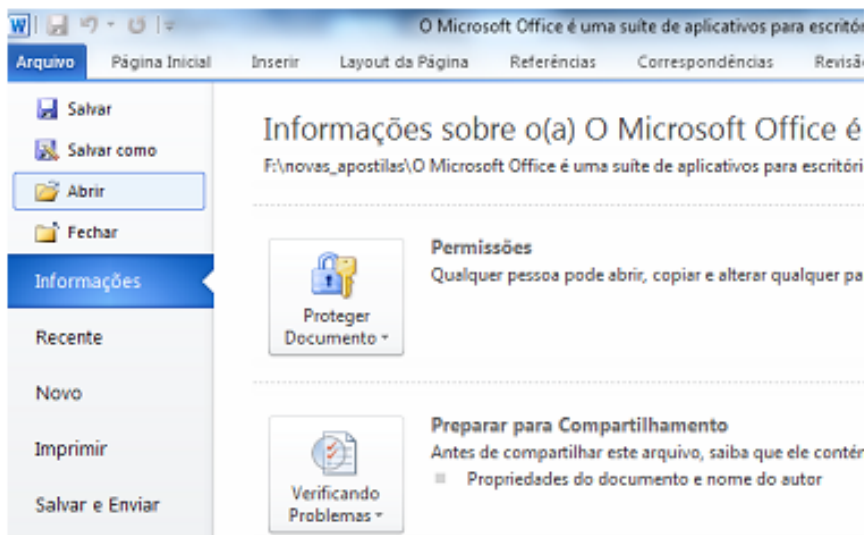 W
O Microsoft Office é uma suíte de aplicativos para escritór
Arquivo Página Inicial Inserir Layout da Página Referências Correspondências Revisã
Salvar
Salvar como
Abrir
Fechar
Informações
Recente
Novo
Imprimir
Salvar e Enviar
Informações sobre o(a) O Microsoft Office é
F:\novas_apostilas\O Microsoft Office é uma suíte de aplicativos para escritóri
Proteger
Documento
Permissões
Qualquer pessoa pode abrir, copiar e alterar qualquer pa
Verificando
Problemas
Preparar para Compartilhamento
Antes de compartilhar este arquivo, saiba que ele contér
Propriedades do documento e nome do autor